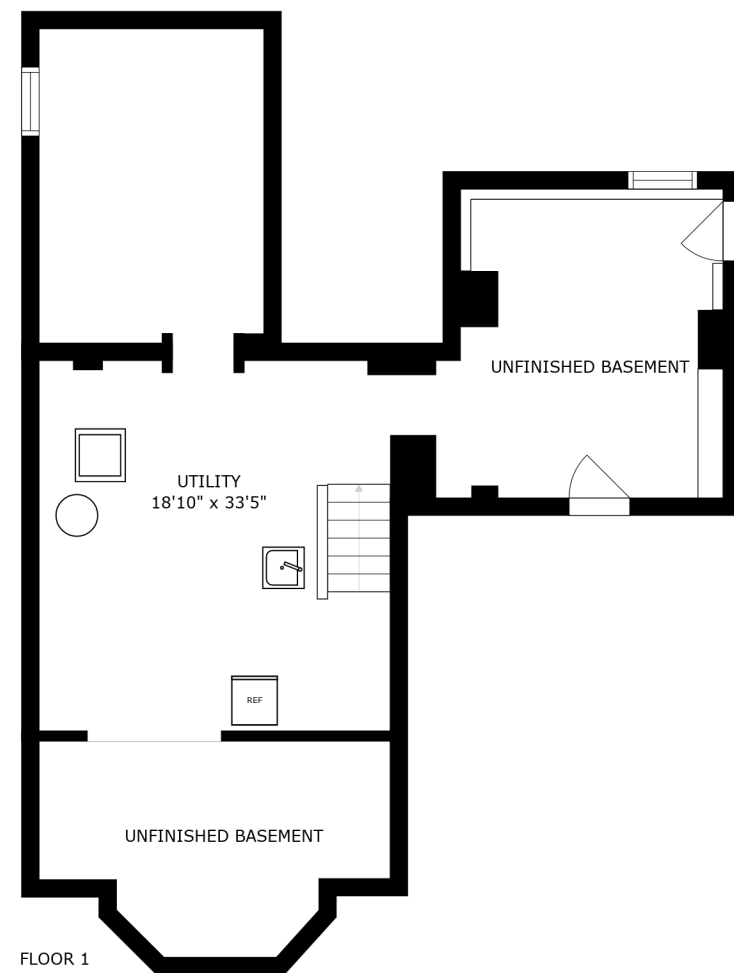 UNFINISHED BASEMENT
UTILITY
18'10" x 33'5"
REF
UNFINISHED BASEMENT
FLOOR 1